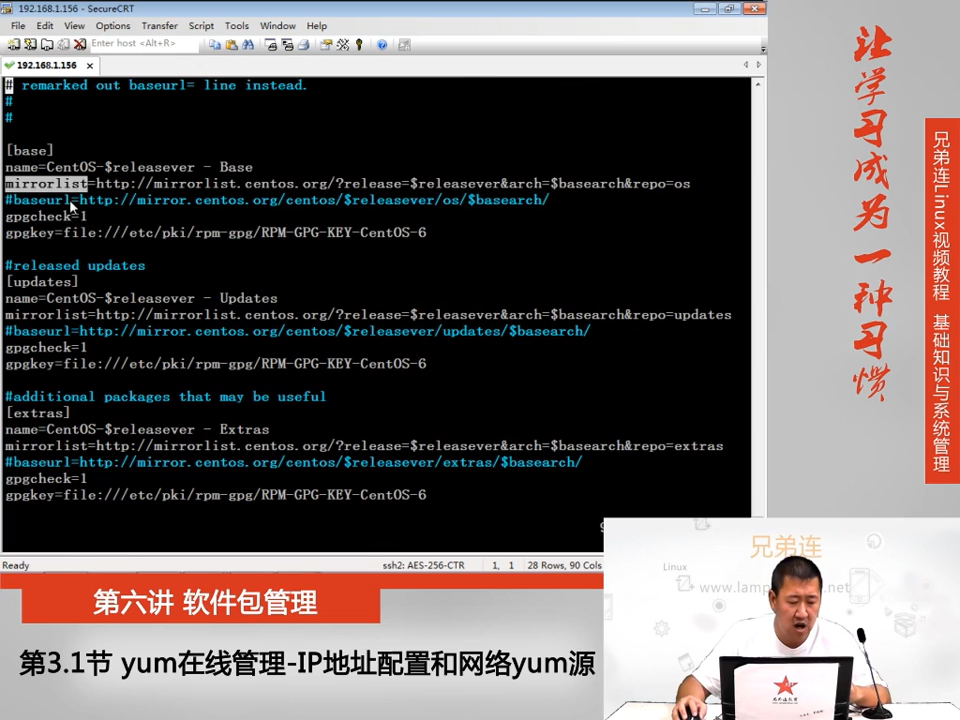 192.168.1.156 - SecureCRT
File Edit View Options Transfer Script Tools Window Help
Enter host <Alt+R>
192.168.1.156
# remarked out baseurl= line instead.
#
#
[base]
name=CentOS-$releasever - Base
mirrorlist=http://mirrorlist.centos.org/?release=$releasever&arch=$basearch&repo=os
#baseurl=http://mirror.centos.org/centos/$releasever/os/$basearch/
gpgcheck=1
gpgkey=file:///etc/pki/rpm-gpg/RPM-GPG-KEY-CentOS-6
#released updates
[updates]
name=CentOS-$releasever - Updates
mirrorlist=http://mirrorlist.centos.org/?release=$releasever&arch=$basearch&repo=updates
#baseurl=http://mirror.centos.org/centos/$releasever/updates/$basearch/
gpgcheck=1
gpgkey=file:///etc/pki/rpm-gpg/RPM-GPG-KEY-CentOS-6
#additional packages that may be useful
[extras]
name=CentOS-$releasever - Extras
mirrorlist=http://mirrorlist.centos.org/?release=$releasever&arch=$basearch&repo=extras
#baseurl=http://mirror.centos.org/centos/$releasever/extras/$basearch/
gpgcheck=1
gpgkey=file:///etc/pki/rpm-gpg/RPM-GPG-KEY-CentOS-6
Ready ssh2: AES-256-CTR 1, 1 28 Rows, 90 Cols
让学习成为一种习惯
兄弟连Linux视频教程 基础知识与系统管理
兄弟连
Linux
www.lamp
.net
第六讲 软件包管理
第3.1节 yum在线管理-IP地址配置和网络yum源